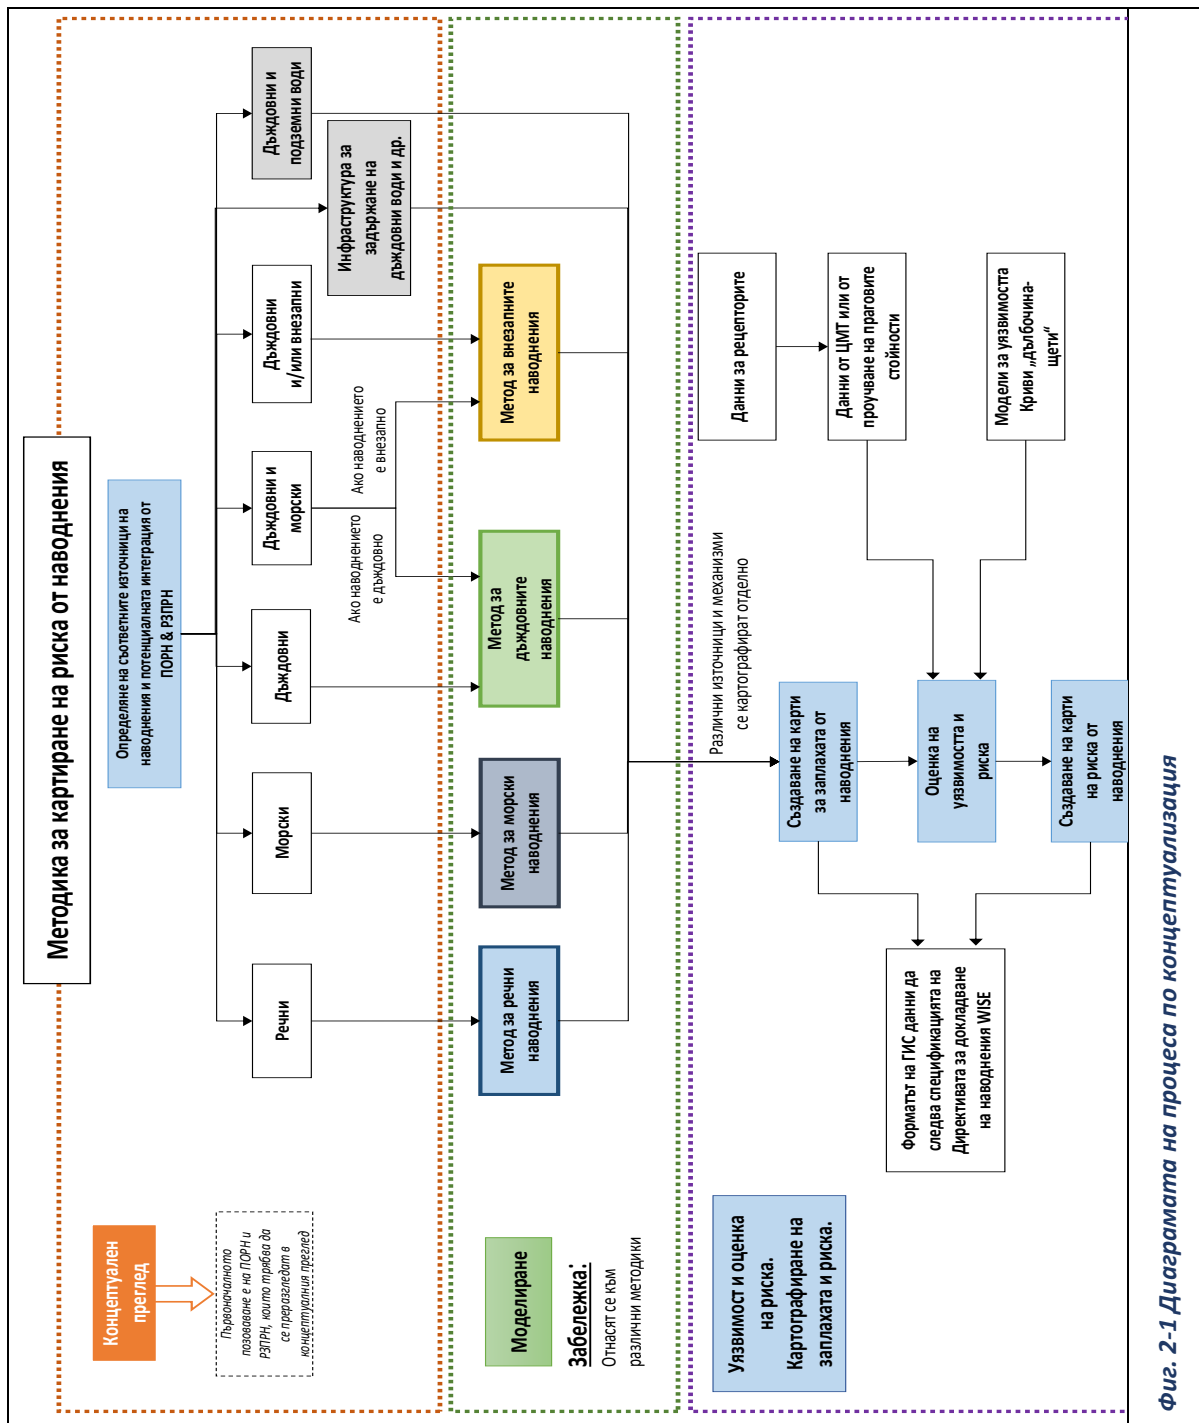 Методика за картиране на риска от наводнения
Концептуален
преглед
Първоначалното
позоваване е на ПОРН и
РЗПРН, които трябва да
се преразгледат в
концептуалния преглед
Определяне на съответните източници на
наводнения и потенциалната интеграция от
ПОРН & РЗПРН
Речни
Морски
Дъждовни
Дъждовни и
морски
Дъждовни
и/или внезапни
Дъждовни и
подземни води
Инфраструктура за
задържане на
дъждовни води и др.
Ако наводнението
е дъждовно
Ако наводнението
е внезапно
Моделиране
Забележка:
Отнасят се към
различни методики
Метод за речни
наводнения
Метод за морски
наводнения
Метод за
дъждовните
наводнения
Метод за внезапните
наводнения
Уязвимост и оценка
на риска.
Картографиране на
заплахата и риска.
Различни източници и механизми
се картографират отделно
Данни за рецепторите
Създаване на карти
за заплахата от
наводнения
Данни от ЦМТ или от
проучване на праговите
стойности
Форматът на ГИС данни да
следва спецификацията на
Директивата за докладване
на наводнения WISE
Оценка на
уязвимостта и
риска
Модели за уязвимостта
Криви „дълбочина-
щети“
Създаване на карти
на риска от
наводнения
Фиг. 2-1 Диаграмата на процеса по концептуализация